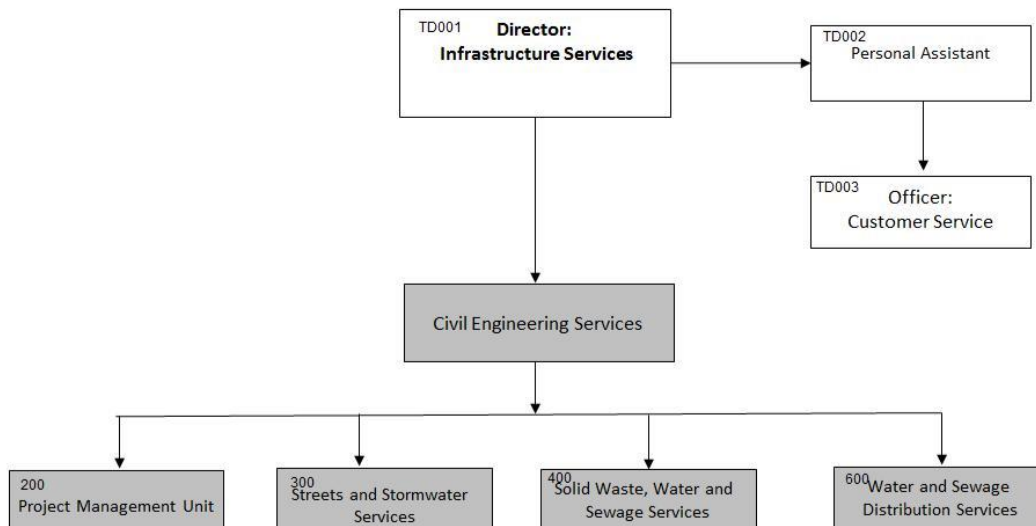 TD001
Director:
Infrastructure Services
TD002
Personal Assistant
TD003
Officer:
Customer Service
Civil Engineering Services
200
Project Management Unit
300
Streets and Stormwater
Services
400
Solid Waste, Water and
Sewage Services
600
Water and Sewage
Distribution Services